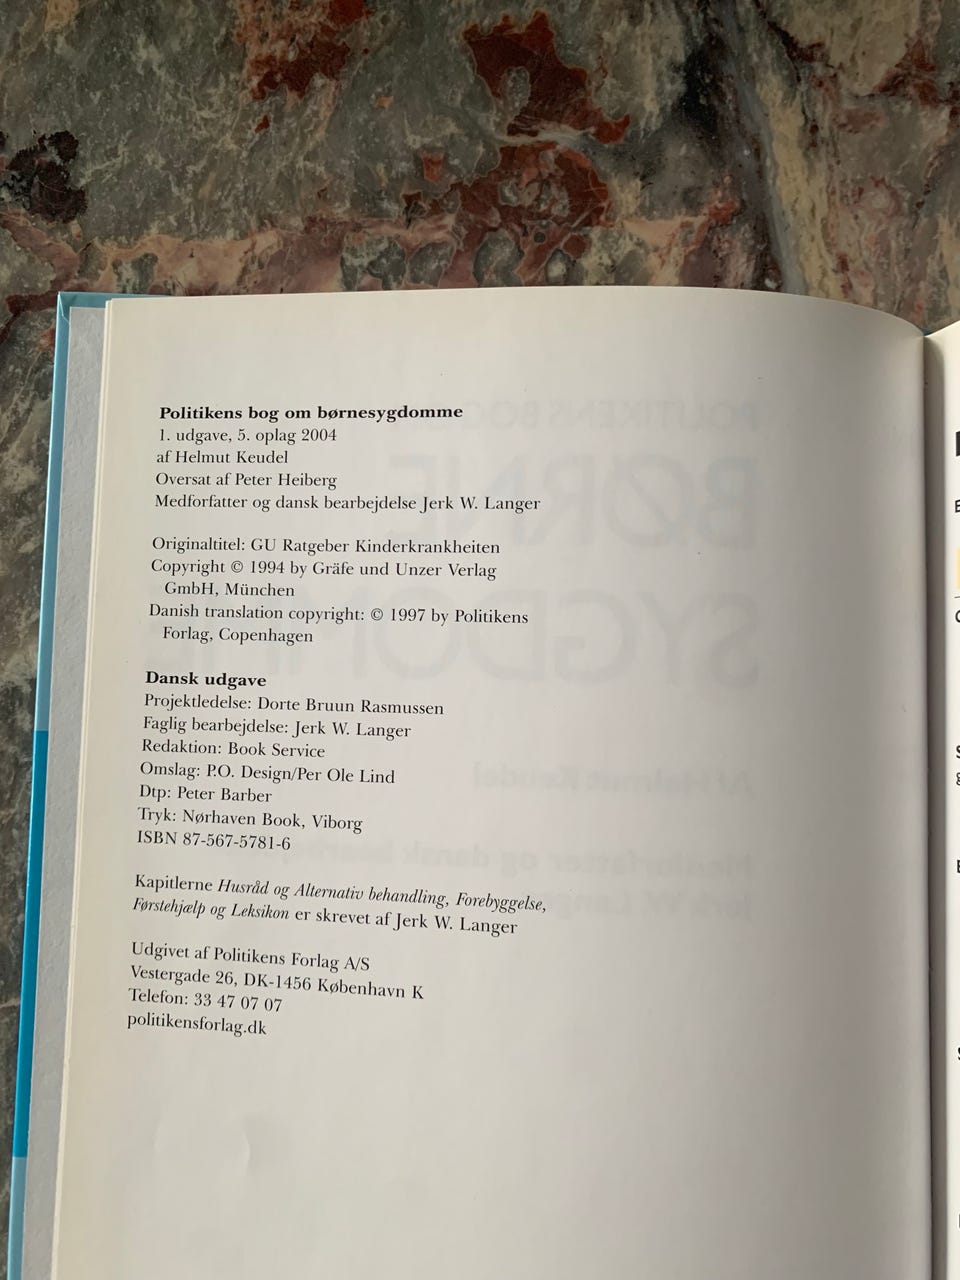 Politikens bog om børnesygdomme
1. udgave, 5. oplag 2004
af Helmut Keudel
Oversat af Peter Heiberg
Medforfatter og dansk bearbejdelse Jerk W. Langer
Originaltitel: GU Ratgeber Kinderkrankheiten
Copyright © 1994 by Gräfe und Unzer Verlag
GmbH, München
Danish translation copyright: © 1997 by Politikens
Forlag, Copenhagen
Dansk udgave
Projektledelse: Dorte Bruun Rasmussen
Faglig bearbejdelse: Jerk W. Langer
Redaktion: Book Service
Omslag: P.O. Design/Per Ole Lind
Dtp: Peter Barber
Tryk: Nørhaven Book, Viborg
ISBN 87-567-5781-6
Kapitlerne Husråd og Alternativ behandling, Forebyggelse,
Førstehjælp og Leksikon er skrevet af Jerk W. Langer
Udgivet af Politikens Forlag A/S
Vestergade 26, DK-1456 København K
Telefon: 33 47 07 07
politikensforlag.dk